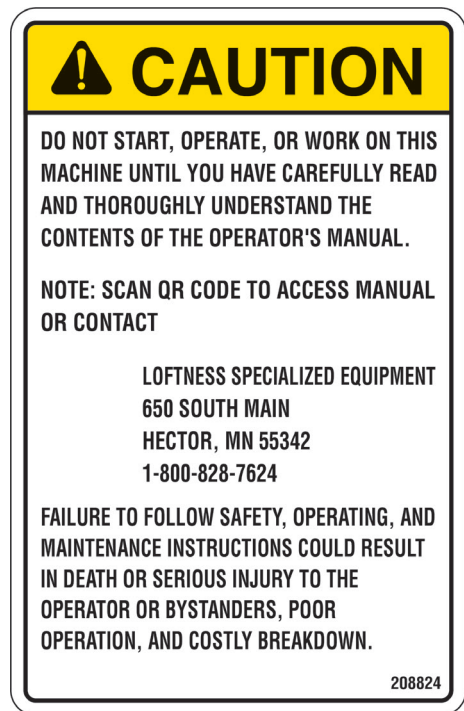 CAUTION
DO NOT START, OPERATE, OR WORK ON THIS
MACHINE UNTIL YOU HAVE CAREFULLY READ
AND THOROUGHLY UNDERSTAND THE
CONTENTS OF THE OPERATOR'S MANUAL.
NOTE: SCAN QR CODE TO ACCESS MANUAL
OR CONTACT
LOFTNESS SPECIALIZED EQUIPMENT
650 SOUTH MAIN
HECTOR, MN 55342
1-800-828-7624
FAILURE TO FOLLOW SAFETY, OPERATING, AND
MAINTENANCE INSTRUCTIONS COULD RESULT
IN DEATH OR SERIOUS INJURY TO THE
OPERATOR OR BYSTANDERS, POOR
OPERATION, AND COSTLY BREAKDOWN.
208824